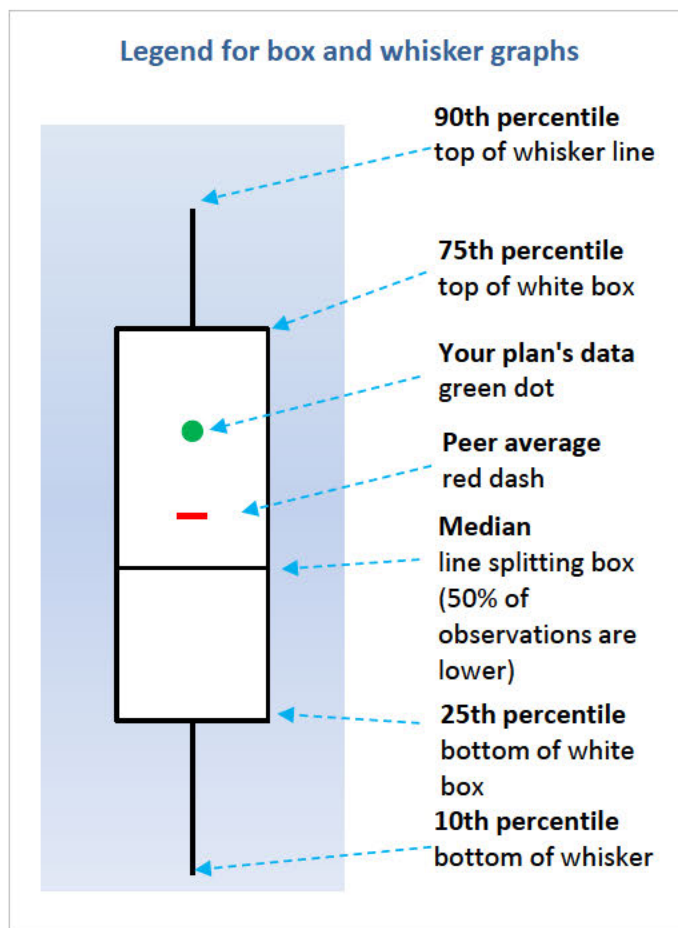 Legend for box and whisker graphs
90th percentile
top of whisker line
75th percentile
top of white box
Your plan's data
green dot
Peer average
red dash
Median
line splitting box
(50% of
observations are
lower)
25th percentile
bottom of white
box
10th percentile
bottom of whisker